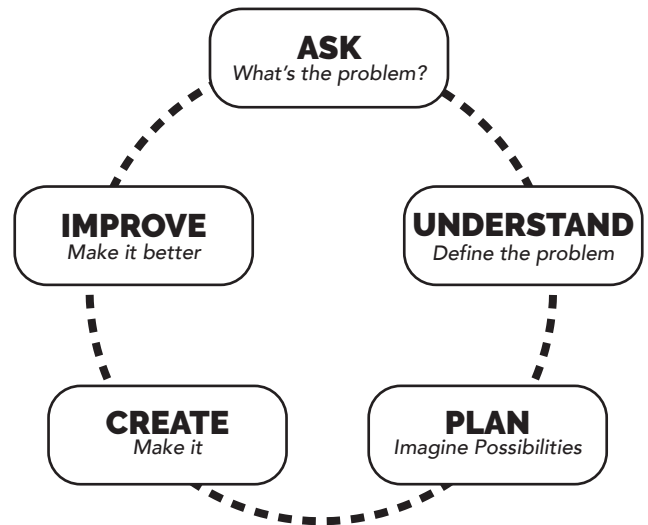 ASK
What's the problem?
UNDERSTAND
Define the problem
PLAN
Imagine Possibilities
CREATE
Make it
IMPROVE
Make it better